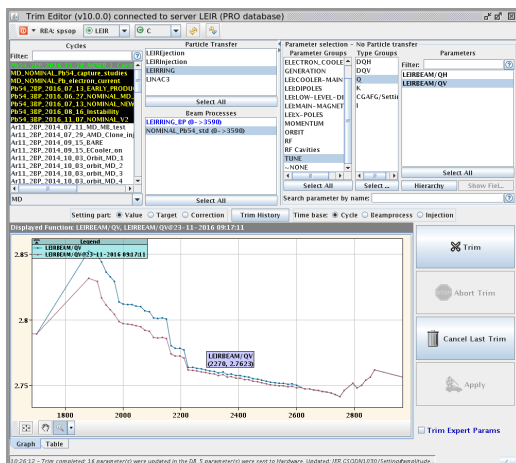 Trim Editor (v10.0.0) connected to server LEIR (PRO database)
RBA: spsop
LEIR
C
Cycles
Filter:
MD_NOMINAL_Pb54_capture_studies
MD_NOMINAL_Pb_electron_current
Pb54_2BP_2016_07_13_EARLY_PRODUC
Pb54_3BP_2016_06_27_NOMINAL_MD
Pb54_3BP_2016_07_13_NOMINAL_NEW
Pb54_3BP_2016_08_16_Instability
Pb54_3BP_2016_11_07_NOMINAL_V2
Ar11_2BP_2014_07_11_MD_MB_test
Ar11_2BP_2014_07_29_AMD_Clone_inj
Ar11_2BP_2014_09_15_BARE
Ar11_2BP_2014_09_15_ECooler_on
Ar11_2BP_2014_10_03_Orbit_MD_1
Ar11_2BP_2014_10_03_orbit_MD_2
Ar11_2BP_2014_10_03_orbit_MD_3
Ar11_2BP_2014_10_03_orbit_MD_4
MD
Particle Transfer
LEIREjection
LEIRInjection
LEIRRING
LINAC3
Select All
Beam Processes
LEIRRING_BP (0->3590)
NOMINAL_Pb54_std (0->3590)
Select All
Parameter selection - No Particle transfer
Parameter Groups
ELECTRON_COOLE
GENERATION
LEICOOLER-MAIN
LEIDIPOLES
LEILOW-LEVEL-DI
LEIMAIN-MAGNET
LEIX-POLES
MOMENTUM
ORBIT
RF
RF Cavities
TUNE
~NONE
Select All
Type Groups
DQH
DQV
Q
K
CGAFG/Settin
I
Select ...
Parameters
Filter:
LEIRBEAM/QH
LEIRBEAM/QV
Select All
Hierarchy
Show Fiel...
Search parameter by name:
Setting part: Value Target Correction Trim History Time base: Cycle Beamprocess Injection
Displayed Function: LEIRBEAM/QV, LEIRBEAM/QV@23-11-2016 09:17:11
Legend
LEIRBEAM/QV
LEIRBEAM/QV@23-11-2016 09:17:11
2.85
2.8
2.75
LEIRBEAM/QV
(2270, 2.7623)
1800 2000 2200 2400 2600 2800
Graph Table
Trim
Abort Trim
Cancel Last Trim
Apply
Trim Expert Params